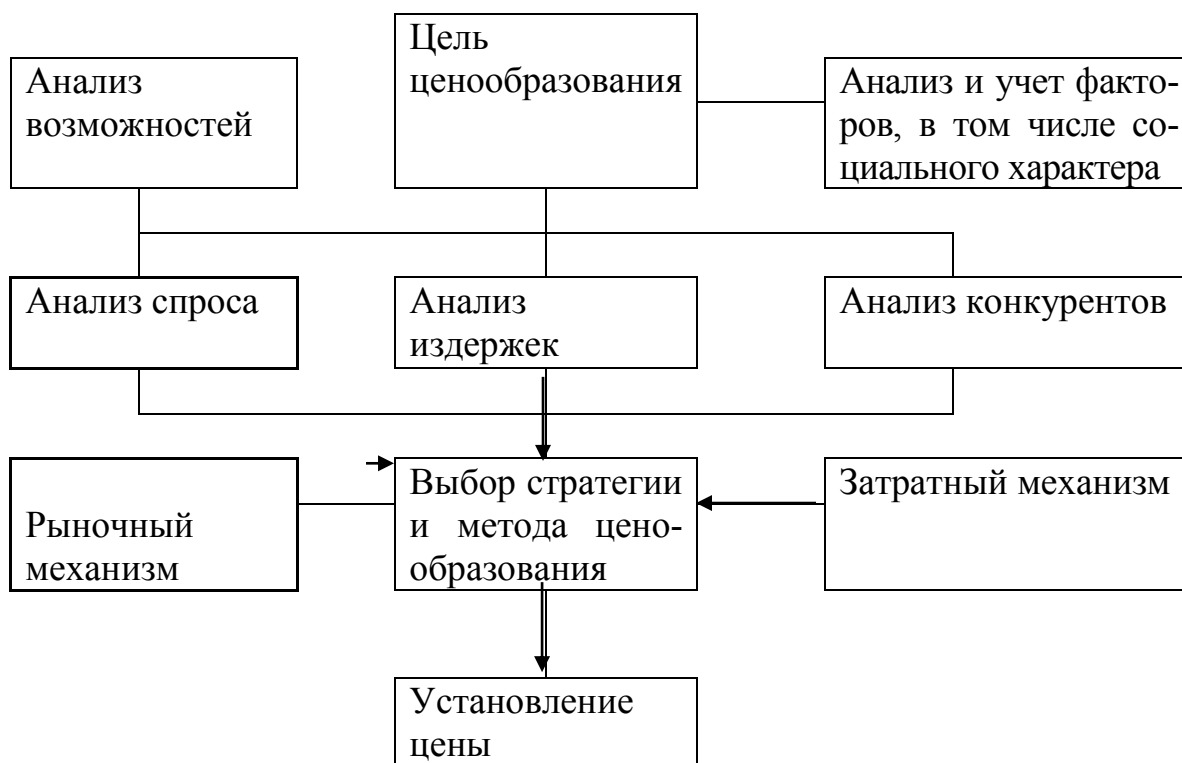 Цель
ценообразования
Анализ
возможностей
Анализ и учет факто-
ров, в том числе со-
циального характера
Анализ спроса
Анализ
издержек
Анализ конкурентов
Рыночный
механизм
Выбор стратегии
и метода цено-
образования
Затратный механизм
Установление
цены